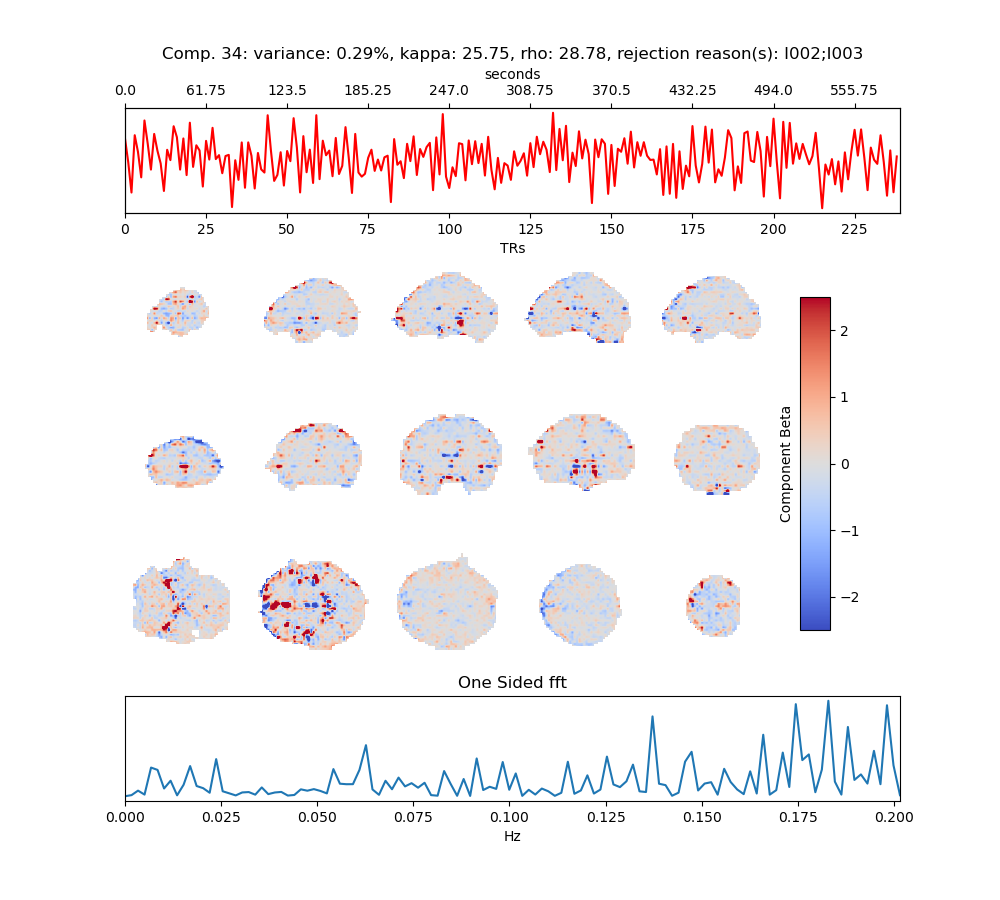 Comp. 34: variance: 0.29%, kappa: 25.75, rho: 28.78, rejection reason(s): I002;I003
seconds
0.0 61.75 123.5 185.25 247.0 308.75 370.5 432.25 494.0 555.75
0 25 50 75 100 125 150 175 200 225
TRs
2
1
0
−1
−2
Component Beta
One Sided fft
0.000 0.025 0.050 0.075 0.100 0.125 0.150 0.175 0.200
Hz